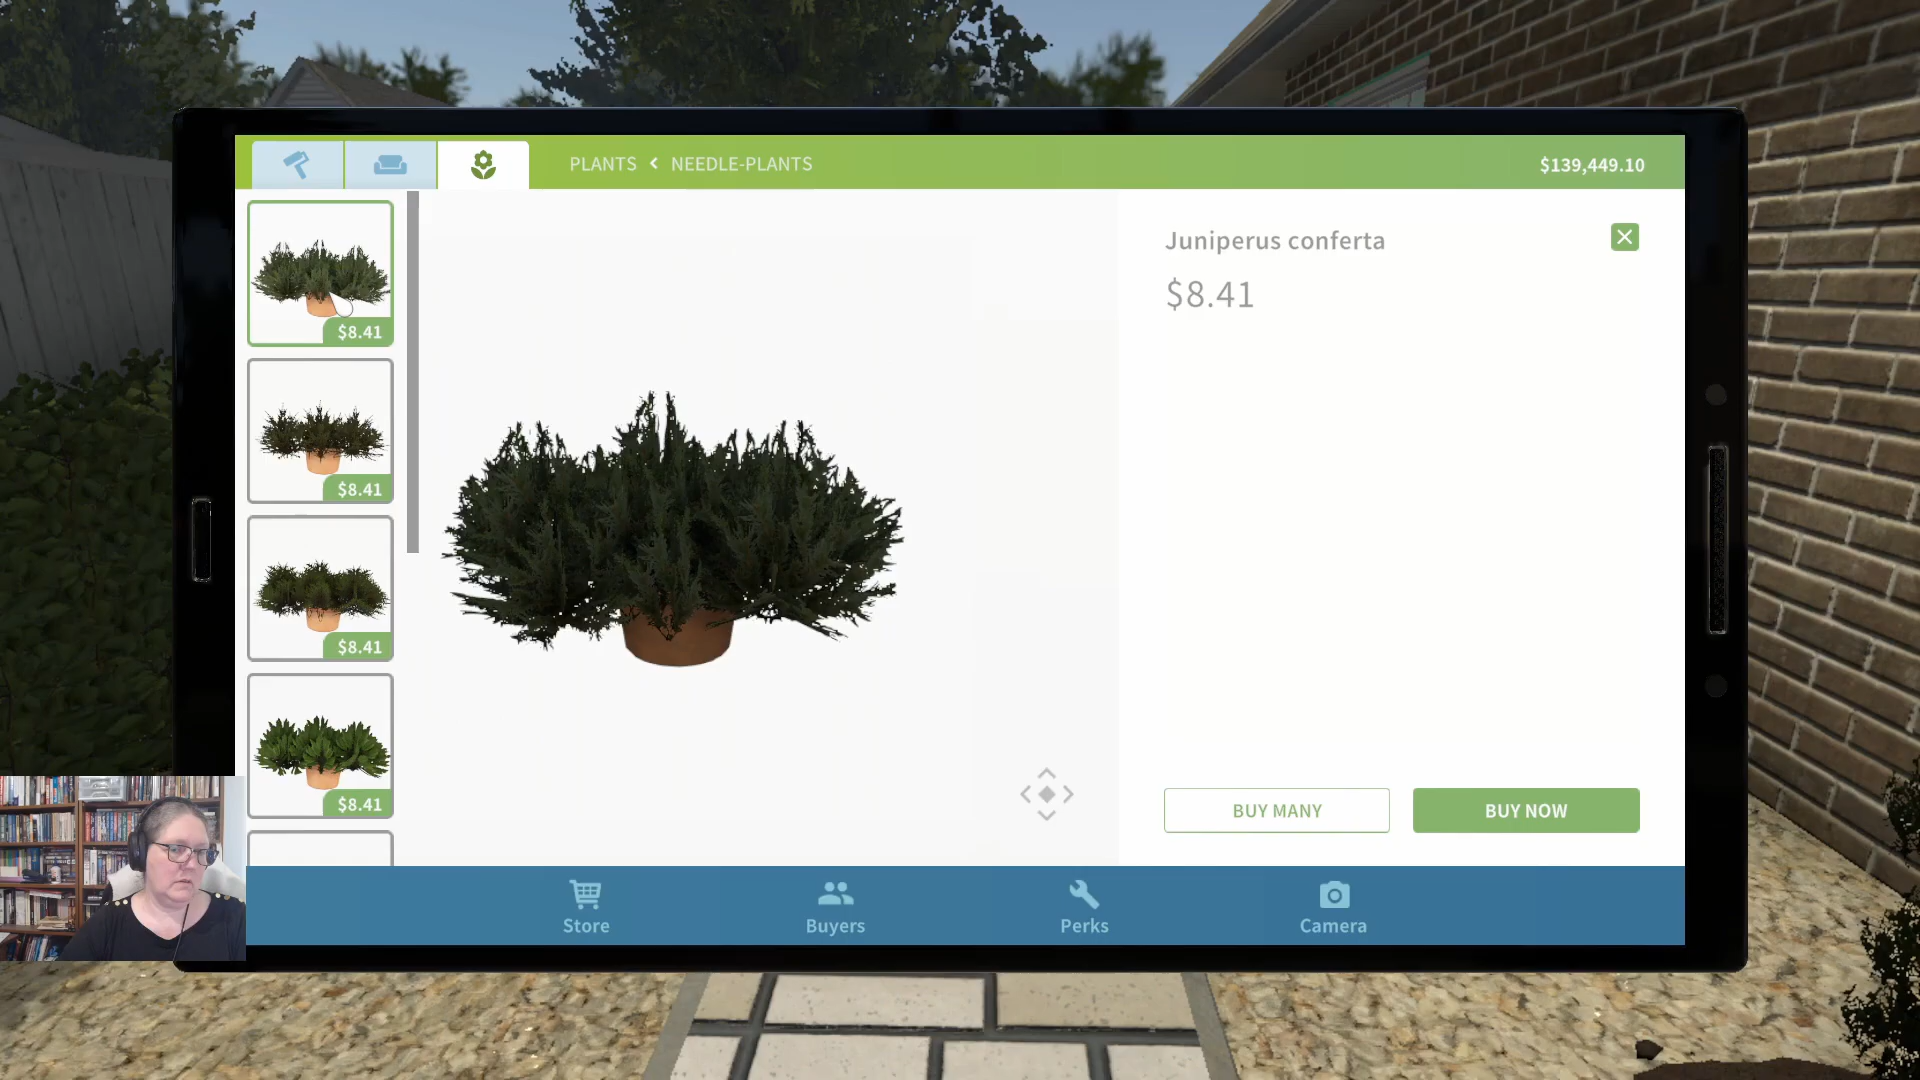 PLANTS < NEEDLE-PLANTS
$139,449.10
$8.41
$8.41
$8.41
$8.41
Juniperus conferta
$8.41
BUY MANY
BUY NOW
Store
Buyers
Perks
Camera